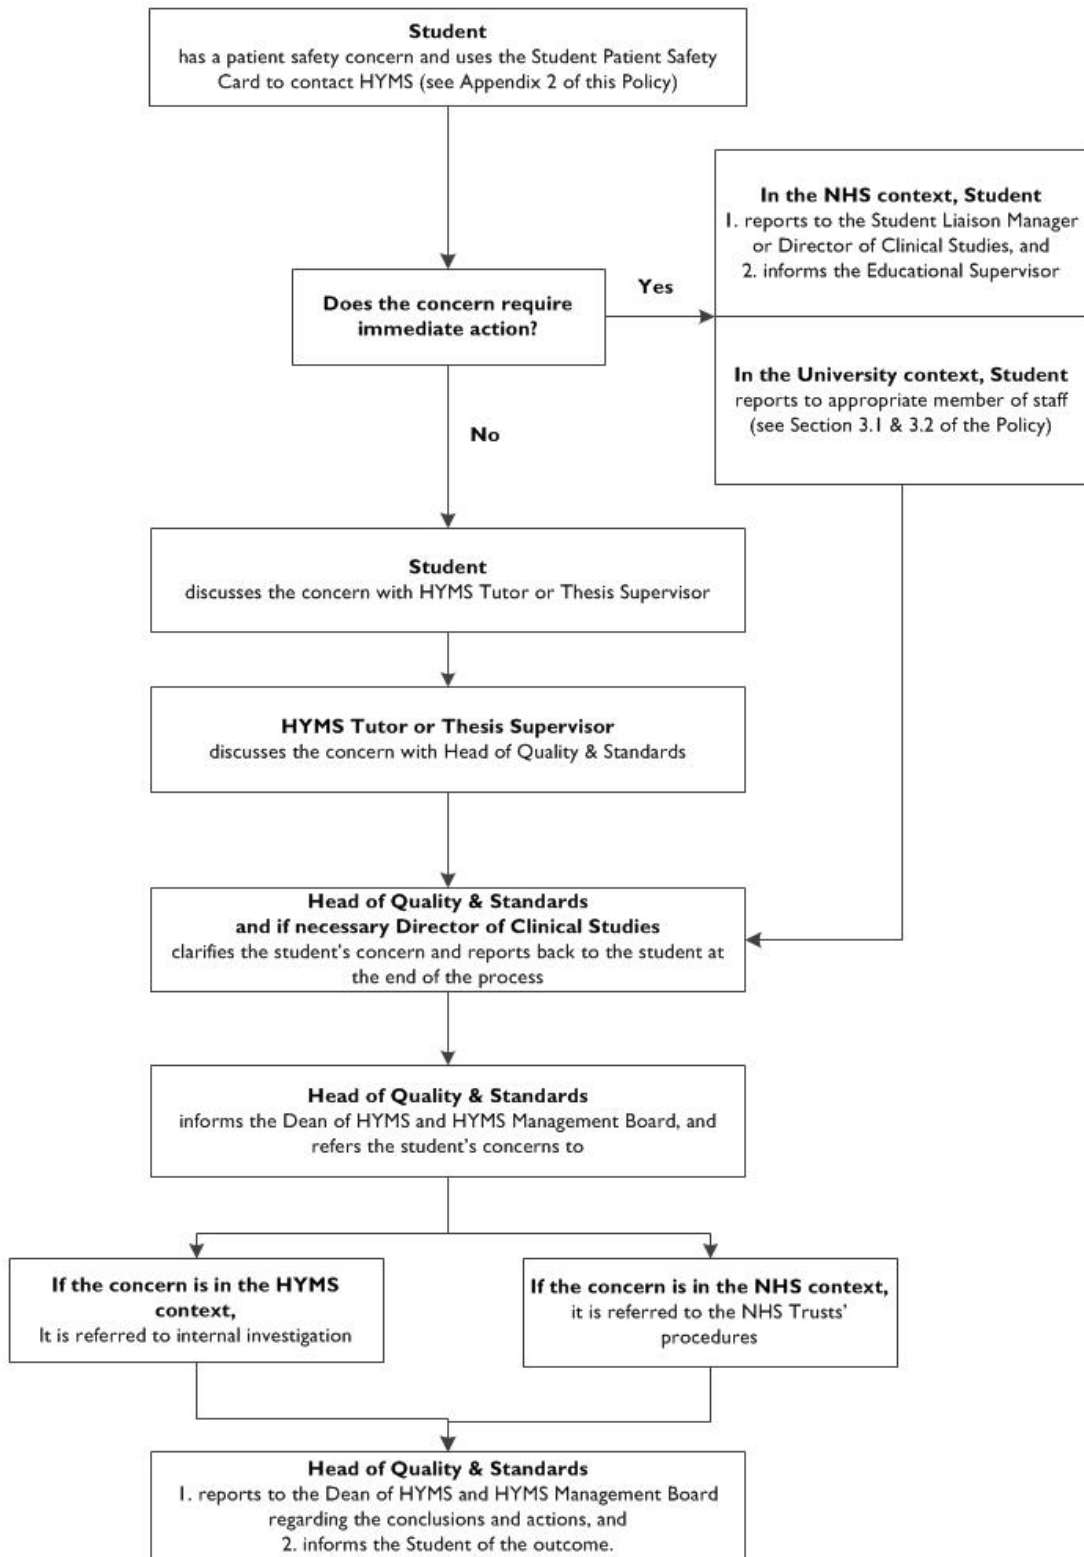 Student
has a patient safety concern and uses the Student Patient Safety
Card to contact HYMS (see Appendix 2 of this Policy)
In the NHS context, Student
1. reports to the Student Liaison Manager
or Director of Clinical Studies, and
2. informs the Educational Supervisor
Does the concern require
immediate action?
Yes
In the University context, Student
reports to appropriate member of staff
(see Section 3.1 & 3.2 of the Policy)
No
Student
discusses the concern with HYMS Tutor or Thesis Supervisor
HYMS Tutor or Thesis Supervisor
discusses the concern with Head of Quality & Standards
Head of Quality & Standards
and if necessary Director of Clinical Studies
clarifies the student's concern and reports back to the student at
the end of the process
Head of Quality & Standards
informs the Dean of HYMS and HYMS Management Board, and
refers the student's concerns to
If the concern is in the HYMS
context,
It is referred to internal investigation
If the concern is in the NHS context,
it is referred to the NHS Trusts'
procedures
Head of Quality & Standards
1. reports to the Dean of HYMS and HYMS Management Board
regarding the conclusions and actions, and
2. informs the Student of the outcome.